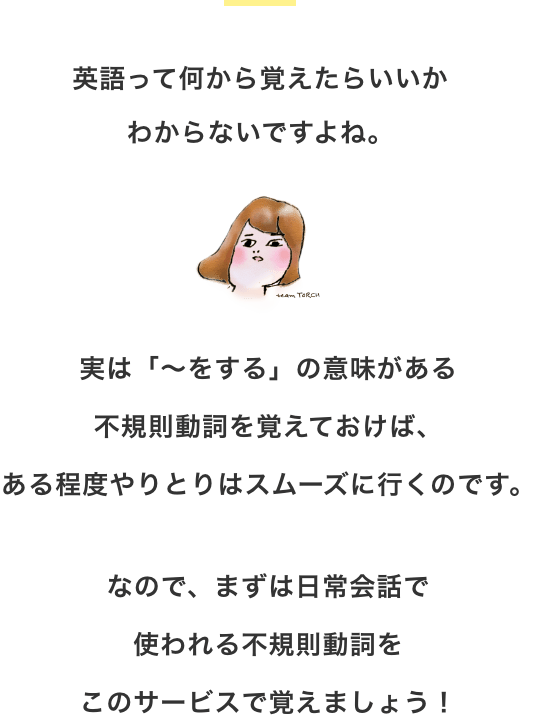 英語って何から覚えたらいいか
わからないですよね。
team TORCH
実は「〜をする」の意味がある
不規則動詞を覚えておけば、
ある程度やりとりはスムーズに行くのです。
なので、まずは日常会話で
使われる不規則動詞を
このサービスで覚えましょう！